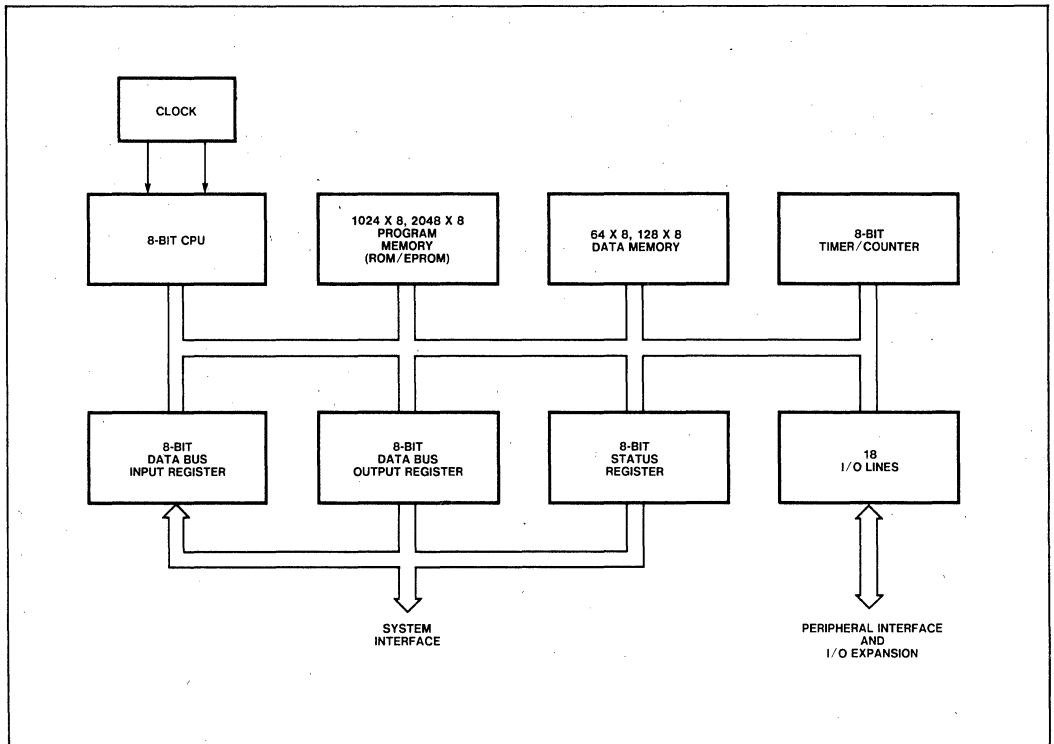 CLOCK
8-BIT CPU
1024 X 8, 2048 X 8
PROGRAM
MEMORY
(ROM/EPROM)
64 X 8, 128 X 8
DATA MEMORY
8-BIT
TIMER/COUNTER
8-BIT
DATA BUS
INPUT REGISTER
8-BIT
DATA BUS
OUTPUT REGISTER
8-BIT
STATUS
REGISTER
18
I/O LINES
SYSTEM
INTERFACE
PERIPHERAL INTERFACE
AND
I/O EXPANSION